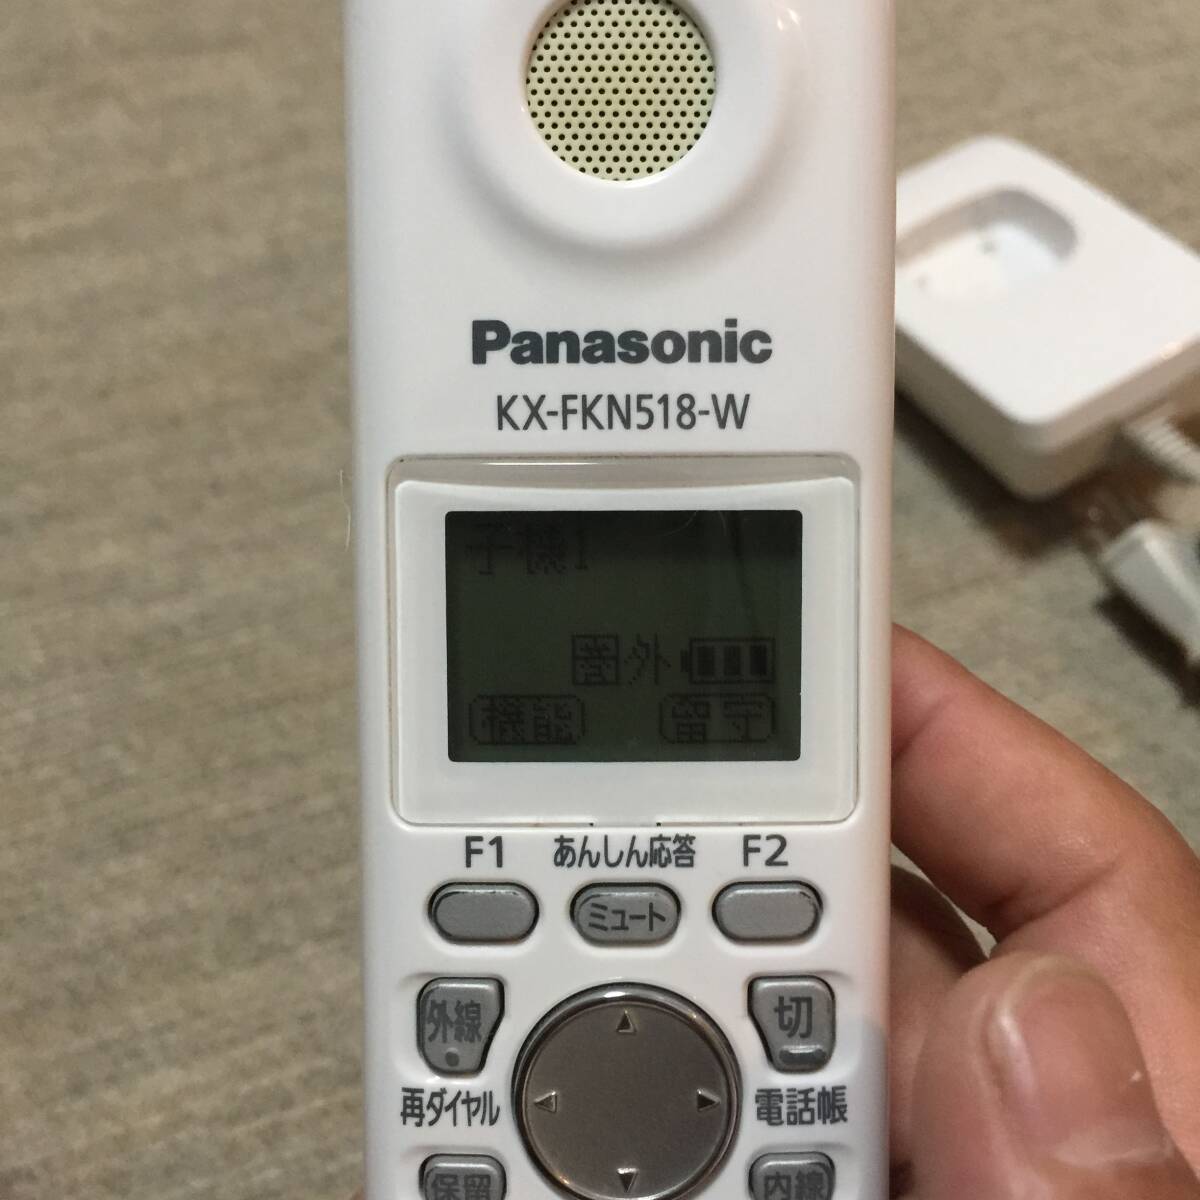 Panasonic
KX-FKN518-W
子機1
圏外
機能 留守
F1 あんしん応答 F2
ミュート
外線 切
再ダイヤル 電話帳
保留 内線